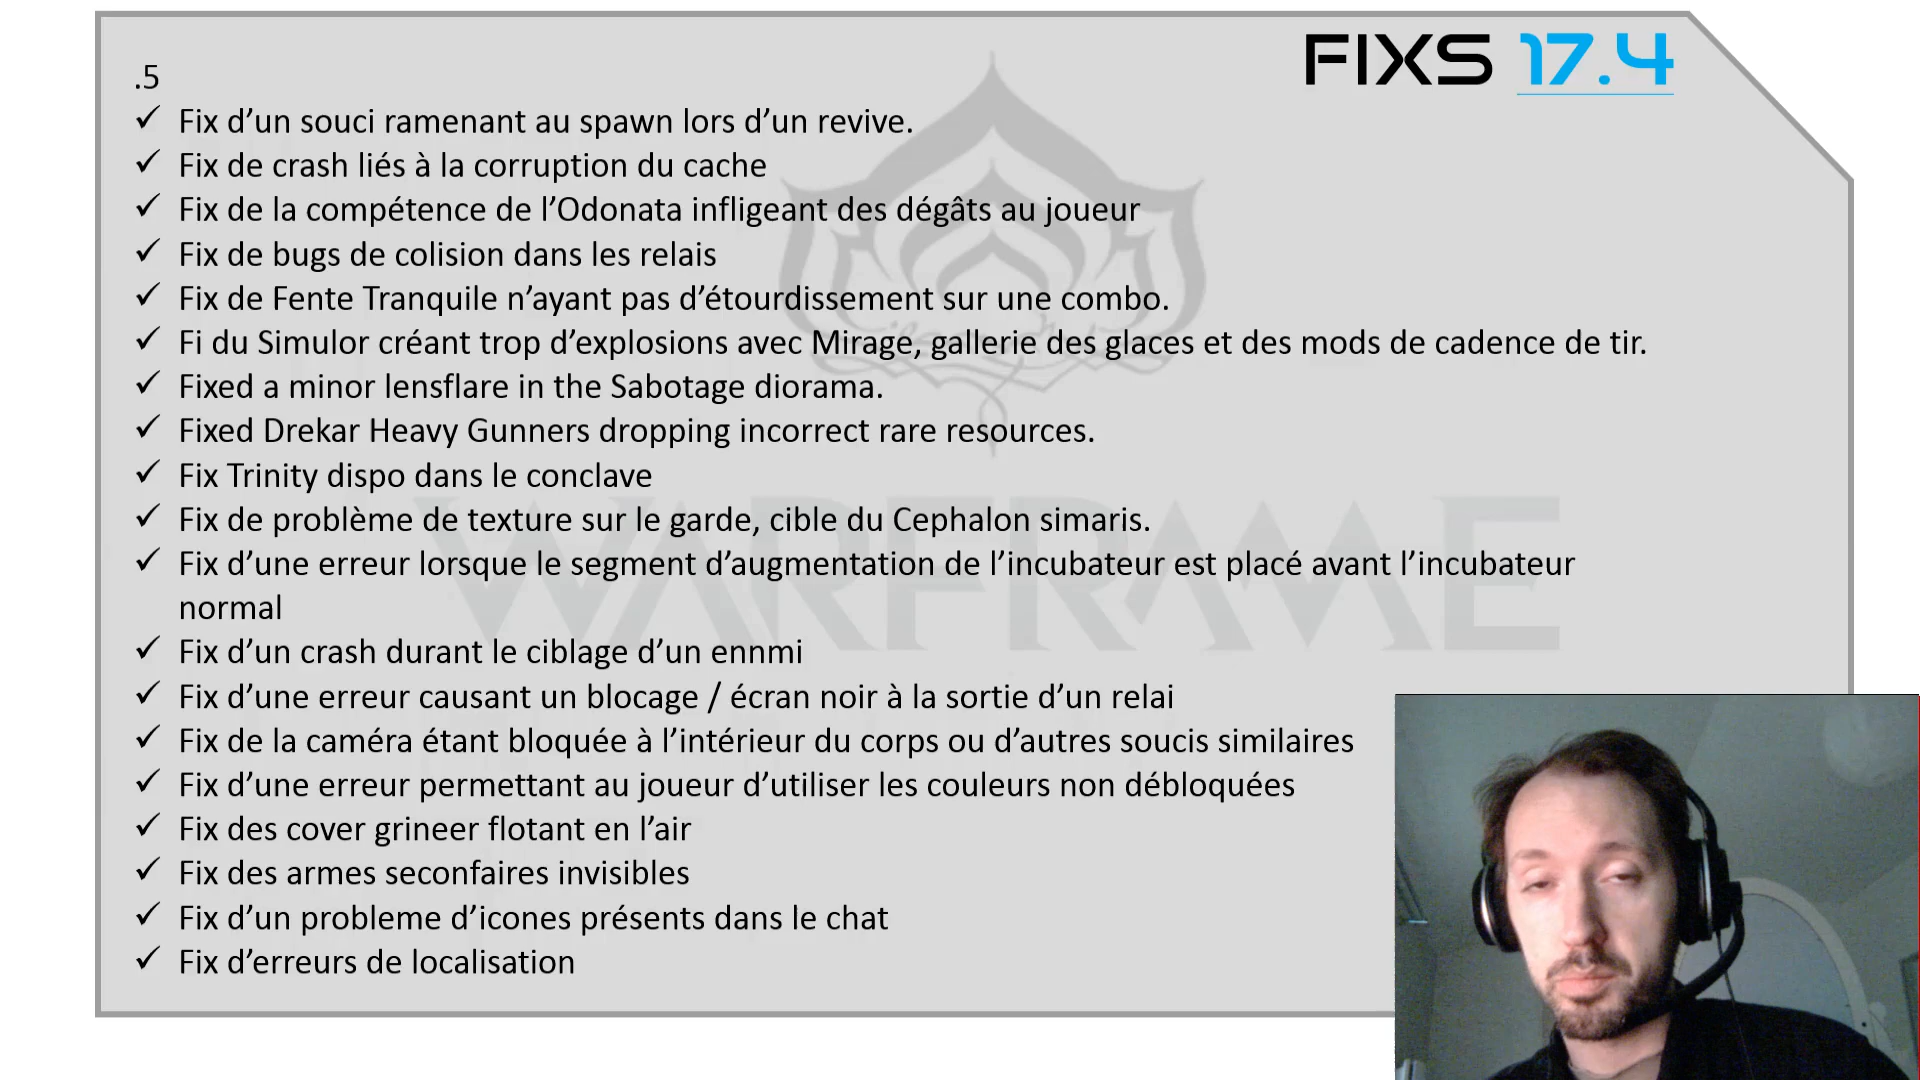 FIXS 17.4
.5
Fix d’un souci ramenant au spawn lors d’un revive.
Fix de crash liés à la corruption du cache
Fix de la compétence de l’Odonata infligeant des dégâts au joueur
Fix de bugs de colision dans les relais
Fix de Fente Tranquile n’ayant pas d’étourdissement sur une combo.
Fi du Simulor créant trop d’explosions avec Mirage, gallerie des glaces et des mods de cadence de tir.
Fixed a minor lensflare in the Sabotage diorama.
Fixed Drekar Heavy Gunners dropping incorrect rare resources.
Fix Trinity dispo dans le conclave
Fix de problème de texture sur le garde, cible du Cephalon simaris.
Fix d’une erreur lorsque le segment d’augmentation de l’incubateur est placé avant l’incubateur
normal
Fix d’un crash durant le ciblage d’un ennmi
Fix d’une erreur causant un blocage / écran noir à la sortie d’un relai
Fix de la caméra étant bloquée à l’intérieur du corps ou d’autres soucis similaires
Fix d’une erreur permettant au joueur d’utiliser les couleurs non débloquées
Fix des cover grineer flotant en l’air
Fix des armes seconfaires invisibles
Fix d’un probleme d’icones présents dans le chat
Fix d’erreurs de localisation
WARFRAME